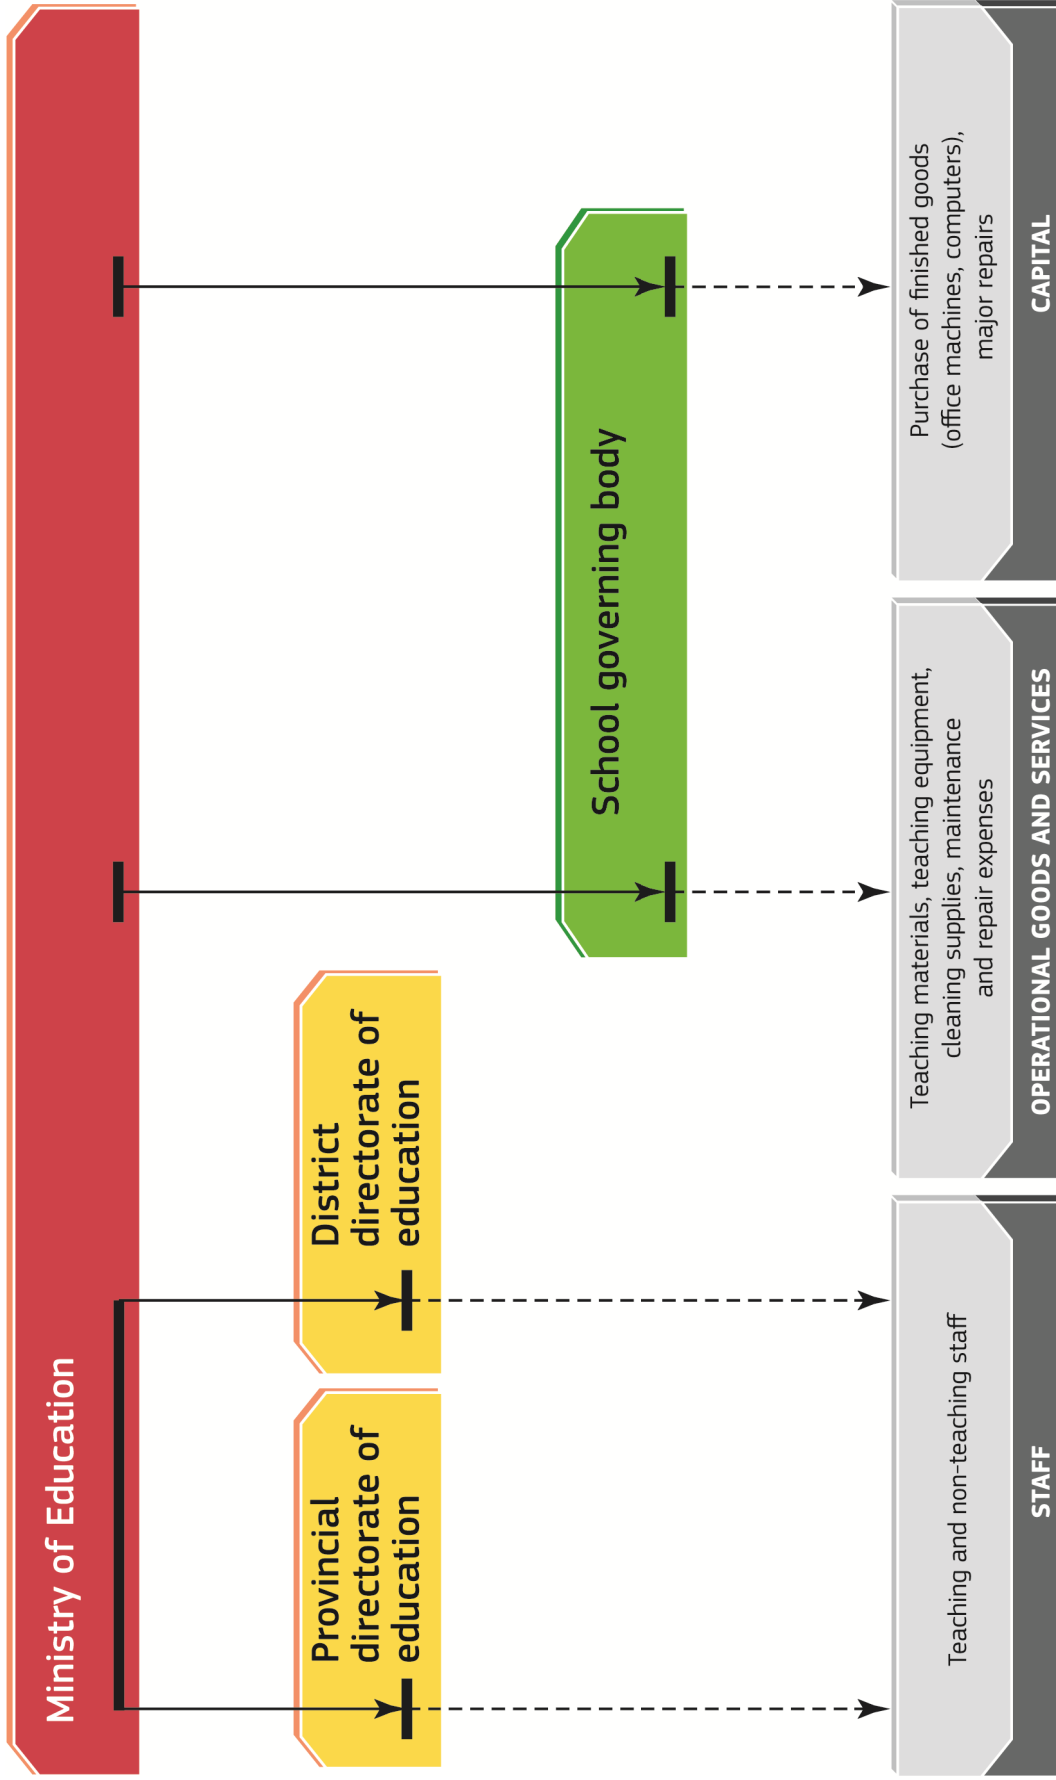 Ministry of Education
Provincial
directorate of
education
District
directorate of
education
School governing body
Teaching and non-teaching staff
STAFF
Teaching materials, teaching equipment,
cleaning supplies, maintenance
and repair expenses
OPERATIONAL GOODS AND SERVICES
Purchase of finished goods
(office machines, computers),
major repairs
CAPITAL